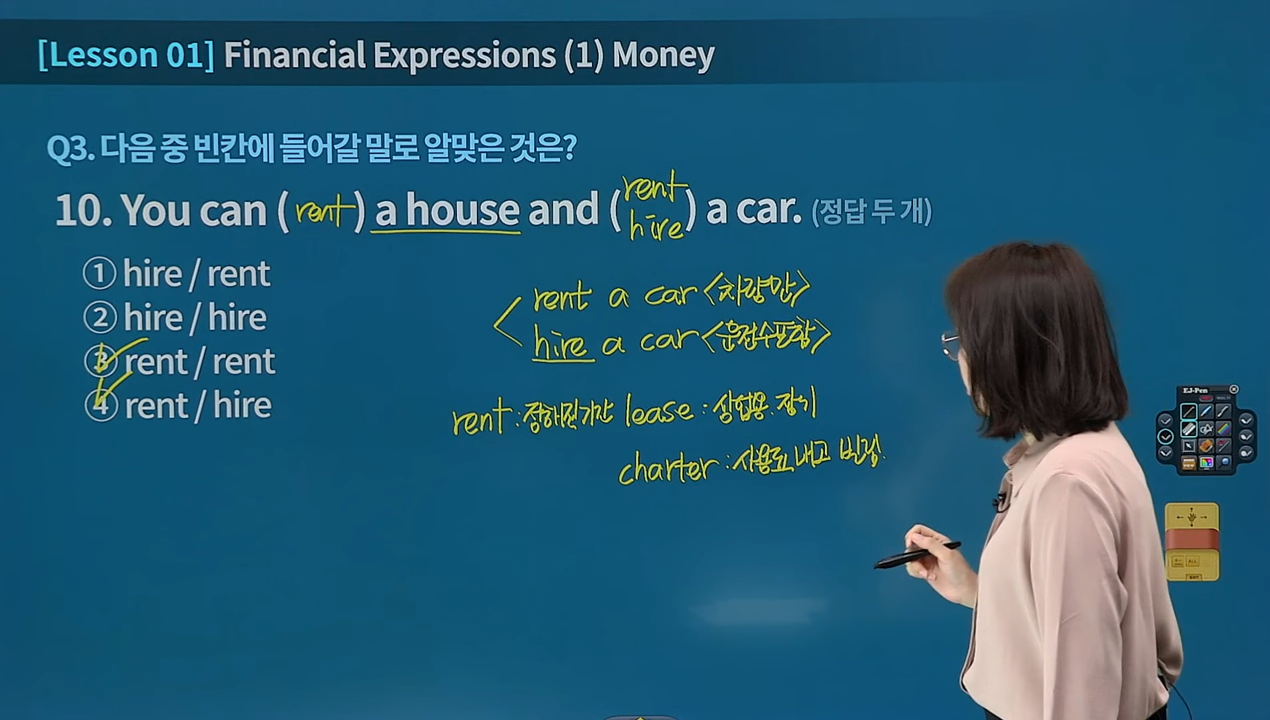 [Lesson 01] Financial Expressions (1) Money
Q3. 다음 중 빈칸에 들어갈 말로 알맞은 것은?
10. You can (rent) a house and (rent hire) a car. (정답 두 개)
① hire / rent
② hire / hire
③ rent / rent
④ rent / hire
rent a car <차량만>
hire a car <운전수포함>
rent : 정해진기간 lease : 상업용.장기
charter : 사용료 내고 빌림.
EJ-Pen